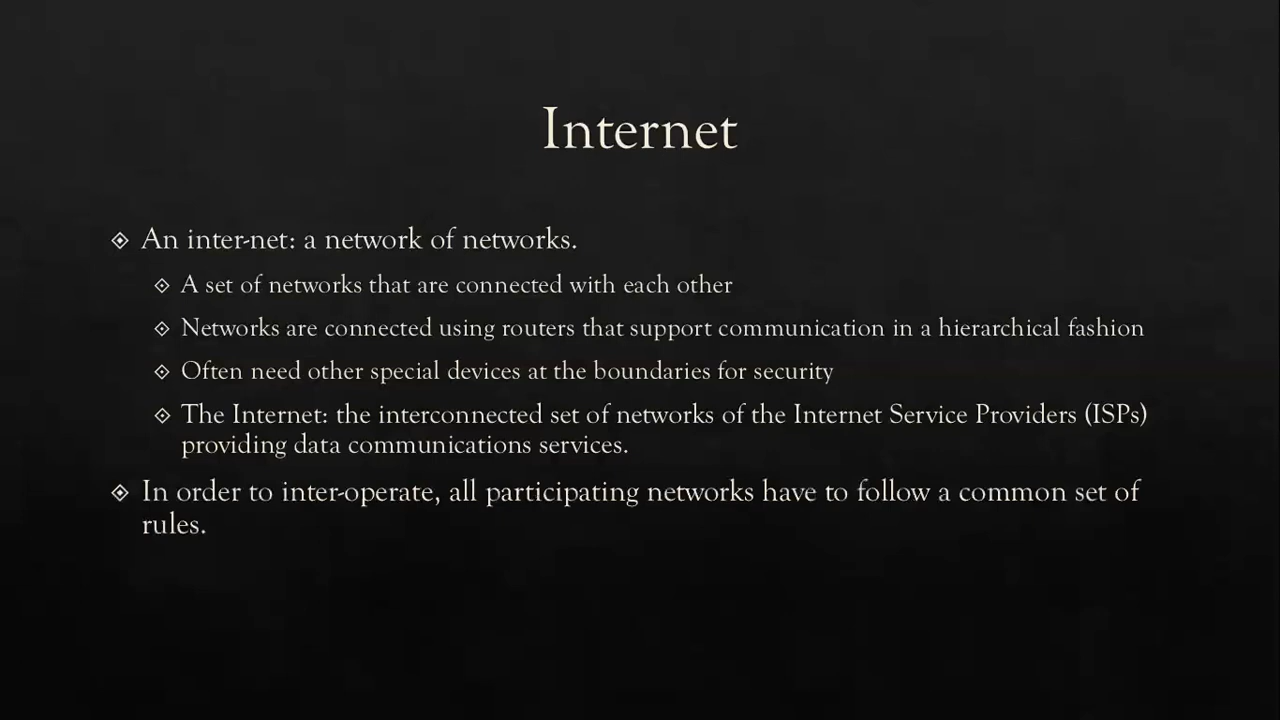 Internet
An inter-net: a network of networks.
A set of networks that are connected with each other
Networks are connected using routers that support communication in a hierarchical fashion
Often need other special devices at the boundaries for security
The Internet: the interconnected set of networks of the Internet Service Providers (ISPs)
providing data communications services.
In order to inter-operate, all participating networks have to follow a common set of
rules.